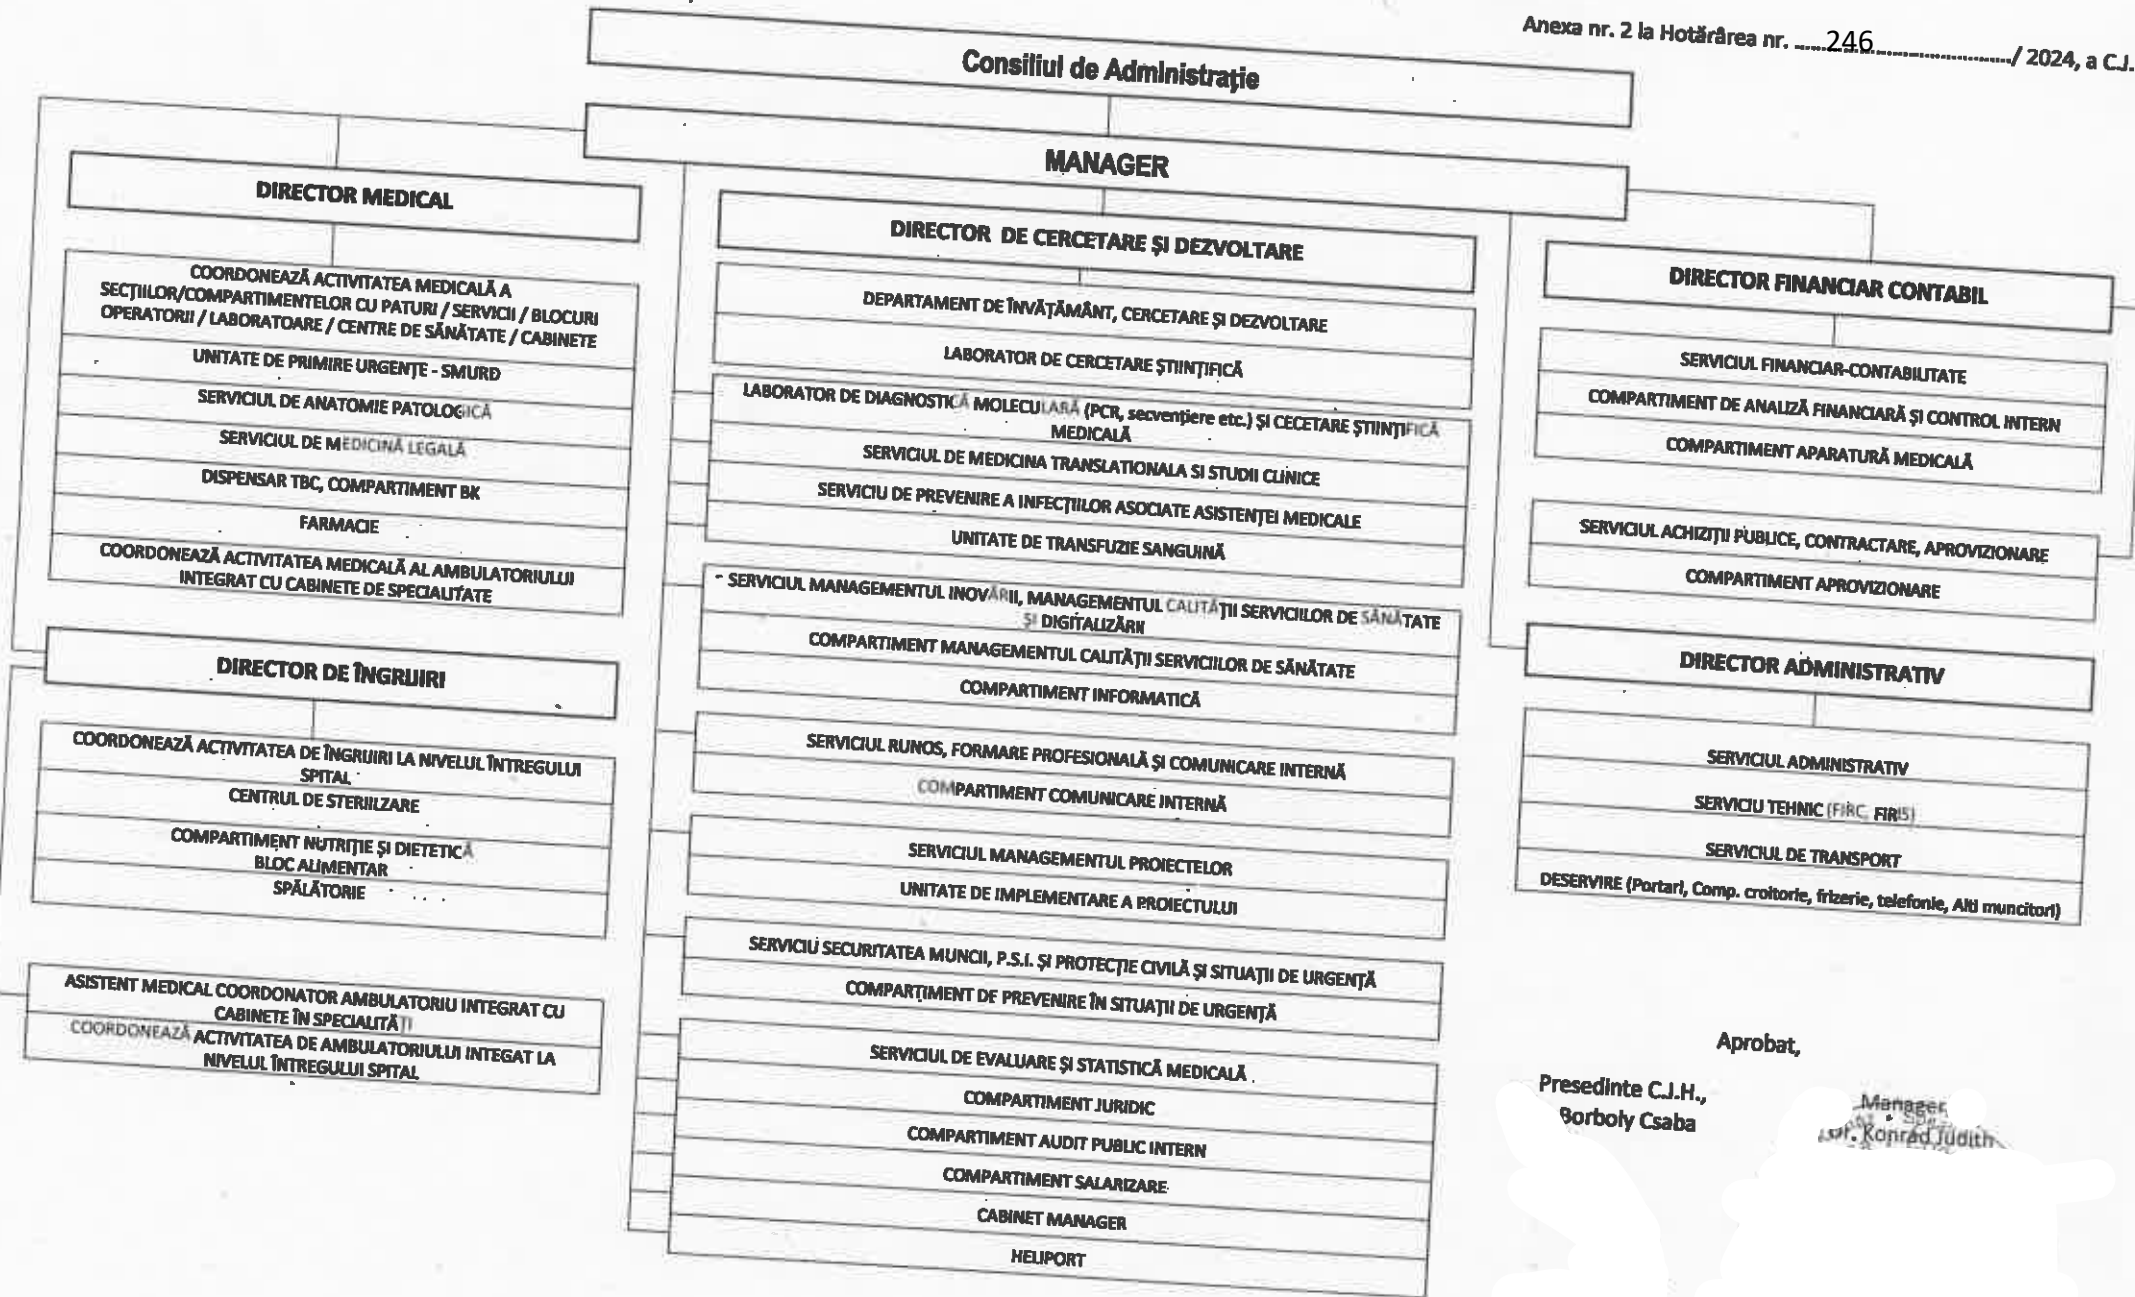 Anexa nr. 2 la Hotărârea nr. ......246............................../ 2024, a C.J.
Consiliul de Administrație
MANAGER
DIRECTOR MEDICAL
COORDONEAZĂ ACTIVITATEA MEDICALĂ A
SECȚIILOR/COMPARTIMENTELOR CU PATURI / SERVICII / BLOCURI
OPERATORII / LABORATOARE / CENTRE DE SĂNĂTATE / CABINETE
UNITATE DE PRIMIRE URGENȚE - SMURD
SERVICIUL DE ANATOMIE PATOLOGICĂ
SERVICIUL DE MEDICINĂ LEGALĂ
DISPENSAR TBC, COMPARTIMENT BK
FARMACIE
COORDONEAZĂ ACTIVITATEA MEDICALĂ AL AMBULATORIULUI
INTEGRAT CU CABINETE DE SPECIALITATE
DIRECTOR DE ÎNGRIJIRI
COORDONEAZĂ ACTIVITATEA DE ÎNGRIJIRI LA NIVELUL ÎNTREGULUI
SPITAL
CENTRUL DE STERIILZARE
COMPARTIMENT NUTRIȚIE ȘI DIETETICĂ
BLOC ALIMENTAR
SPĂLĂTORIE
ASISTENT MEDICAL COORDONATOR AMBULATORIU INTEGRAT CU
CABINETE ÎN SPECIALITĂȚI
COORDONEAZĂ ACTIVITATEA DE AMBULATORIULUI INTEGAT LA
NIVELUL ÎNTREGULUI SPITAL
DIRECTOR DE CERCETARE ȘI DEZVOLTARE
DEPARTAMENT DE ÎNVĂȚĂMÂNT, CERCETARE ȘI DEZVOLTARE
LABORATOR DE CERCETARE ȘTIINȚIFICĂ
LABORATOR DE DIAGNOSTICĂ MOLECULARĂ (PCR, secvențiere etc.) ȘI CECETARE ȘTIINȚIFICĂ
MEDICALĂ
SERVICIUL DE MEDICINA TRANSLATIONALA SI STUDII CLINICE
SERVICIU DE PREVENIRE A INFECȚIILOR ASOCIATE ASISTENȚEI MEDICALE
UNITATE DE TRANSFUZIE SANGUINĂ
- SERVICIUL MANAGEMENTUL INOVĂRII, MANAGEMENTUL CALITĂȚII SERVICIILOR DE SĂNĂTATE
ȘI DIGITALIZĂRII
COMPARTIMENT MANAGEMENTUL CALITĂȚII SERVICIILOR DE SĂNĂTATE
COMPARTIMENT INFORMATICĂ
SERVICIUL RUNOS, FORMARE PROFESIONALĂ ȘI COMUNICARE INTERNĂ
COMPARTIMENT COMUNICARE INTERNĂ
SERVICIUL MANAGEMENTUL PROIECTELOR
UNITATE DE IMPLEMENTARE A PROIECTULUI
SERVICIU SECURITATEA MUNCII, P.S.I. ȘI PROTECȚIE CIVILĂ ȘI SITUAȚII DE URGENȚĂ
COMPARTIMENT DE PREVENIRE ÎN SITUAȚII DE URGENȚĂ
SERVICIUL DE EVALUARE ȘI STATISTICĂ MEDICALĂ
COMPARTIMENT JURIDIC
COMPARTIMENT AUDIT PUBLIC INTERN
COMPARTIMENT SALARIZARE
CABINET MANAGER
HELIPORT
DIRECTOR FINANCIAR CONTABIL
SERVICIUL FINANCIAR-CONTABILITATE
COMPARTIMENT DE ANALIZĂ FINANCIARĂ ȘI CONTROL INTERN
COMPARTIMENT APARATURĂ MEDICALĂ
SERVICIUL ACHIZIȚII PUBLICE, CONTRACTARE, APROVIZIONARE
COMPARTIMENT APROVIZIONARE
DIRECTOR ADMINISTRATIV
SERVICIUL ADMINISTRATIV
SERVICIU TEHNIC (FIRC, FIRIS)
SERVICIUL DE TRANSPORT
DESERVIRE (Portari, Comp. croitorie, frizerie, telefonie, Alti muncitori)
Aprobat,
Presedinte C.J.H.,
Borboly Csaba
Manager,
Dr. Konrád Judith